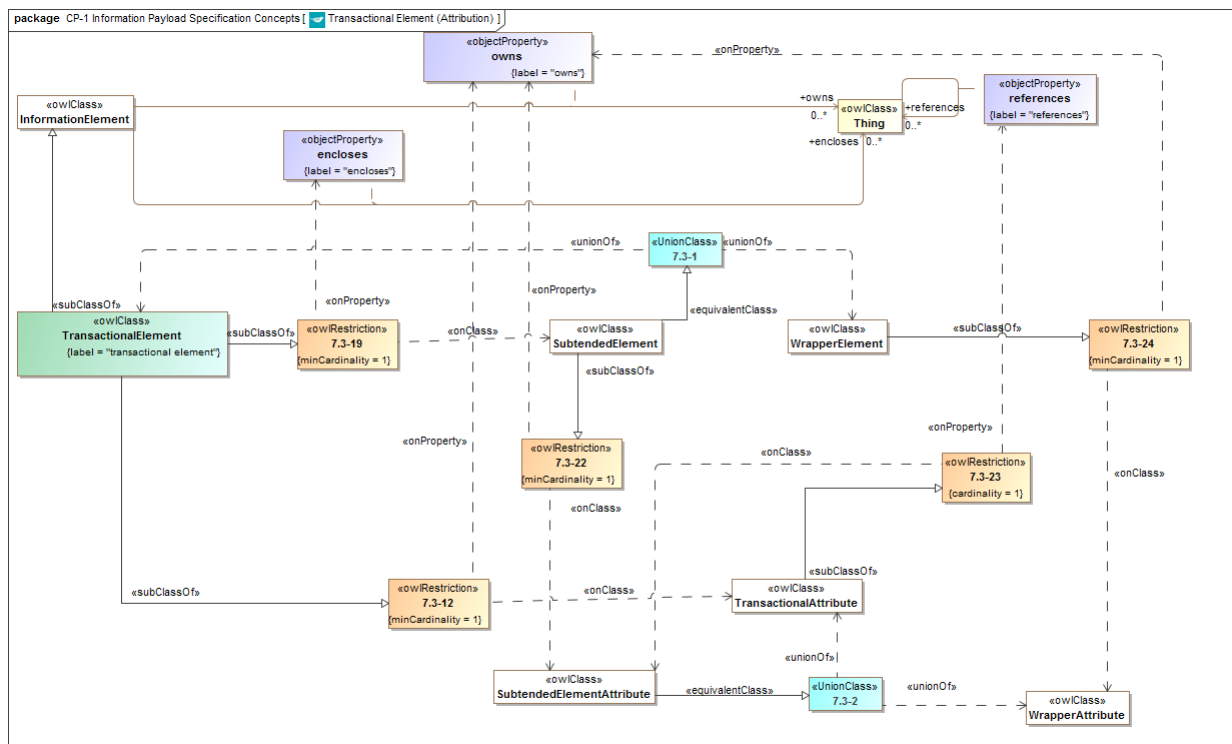 package CP-1 Information Payload Specification Concepts [ Transactional Element (Attribution) ]
«objectProperty»
owns
{label = "owns"}
«onProperty»
«owlClass»
InformationElement
«objectProperty»
encloses
{label = "encloses"}
+owns
0..*
«owlClass»
Thing
+references
0..*
+encloses
0..*
«objectProperty»
references
{label = "references"}
«unionOf»
«UnionClass»
7.3-1
«unionOf»
«subClassOf»
«onProperty»
«onProperty»
«equivalentClass»
«owlClass»
TransactionalElement
{label = "transactional element"}
«subClassOf»
«owlRestriction»
7.3-19
{minCardinality = 1}
«onClass»
«owlClass»
SubtendedElement
«subClassOf»
«owlClass»
WrapperElement
«subClassOf»
«owlRestriction»
7.3-24
{minCardinality = 1}
«onProperty»
«onProperty»
«owlRestriction»
7.3-22
{minCardinality = 1}
«onClass»
«onClass»
«owlRestriction»
7.3-23
{cardinality = 1}
«onClass»
«subClassOf»
«owlRestriction»
7.3-12
{minCardinality = 1}
«onClass»
«subClassOf»
«owlClass»
TransactionalAttribute
«unionOf»
«owlClass»
SubtendedElementAttribute
«equivalentClass»
«UnionClass»
7.3-2
«unionOf»
«owlClass»
WrapperAttribute